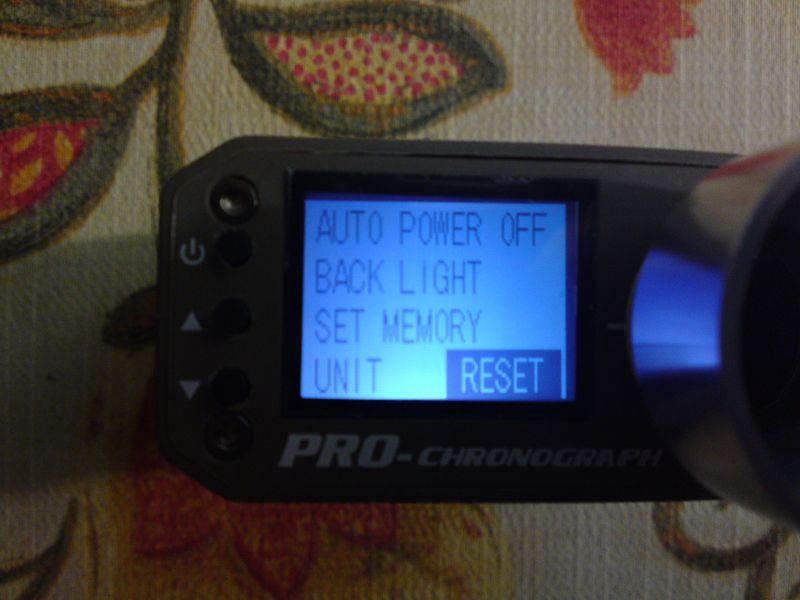 AUTO POWER OFF
BACK LIGHT
SET MEMORY
UNIT RESET
PRO-CHRONOGRAPH